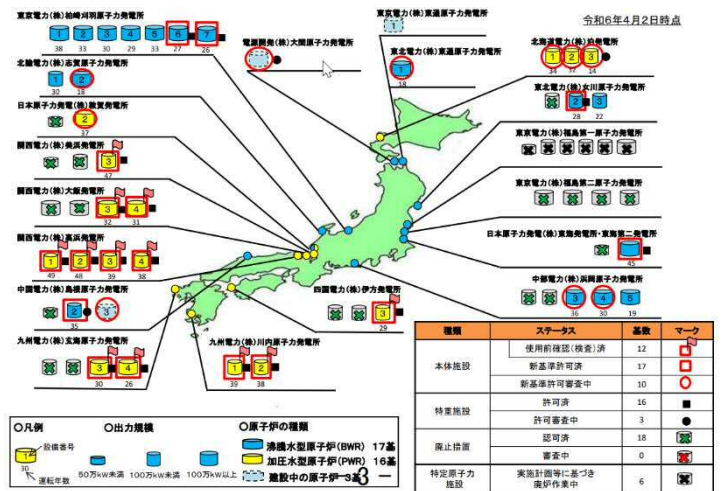 令和6年4月2日時点
東京電力(株)柏崎刈羽原子力発電所
1 2 3 4 5 6 7
38 33 30 29 33 27 26
電源開発(株)大間原子力発電所
東京電力(株)東通原子力発電所
1
東北電力(株)東通原子力発電所
1
18
北海道電力(株)泊発電所
1 2 3
34 32 14
北陸電力(株)志賀原子力発電所
1 2
30 18
東北電力(株)女川原子力発電所
2 3
28 22
日本原子力発電(株)敦賀発電所
2
37
東京電力(株)福島第一原子力発電所
関西電力(株)美浜発電所
3
47
東京電力(株)福島第二原子力発電所
関西電力(株)大飯発電所
3 4
32 31
日本原子力発電(株)東海発電所・東海第二発電所
45
関西電力(株)高浜発電所
1 2 3 4
49 48 39 38
中国電力(株)島根原子力発電所
2 3
35
四国電力(株)伊方発電所
3
29
中部電力(株)浜岡原子力発電所
3 4 5
36 30 19
九州電力(株)玄海原子力発電所
3 4
30 26
九州電力(株)川内原子力発電所
1 2
39 38
種類 ステータス 基数 マーク
本体施設
使用前確認(検査)済 12
新基準許可済 17
新基準許可審査中 10
特重施設
許可済 16
許可審査中 3
廃止措置
認可済 18
審査中 0
特定原子力施設
実施計画等に基づき
廃炉作業中
6
○凡例
1
設備番号
30
運転年数
○出力規模
50万kW未満 100万kW未満 100万kW以上
○原子炉の種類
沸騰水型原子炉(BWR) 17基
加圧水型原子炉(PWR) 16基
建設中の原子炉 3基
- 3 -